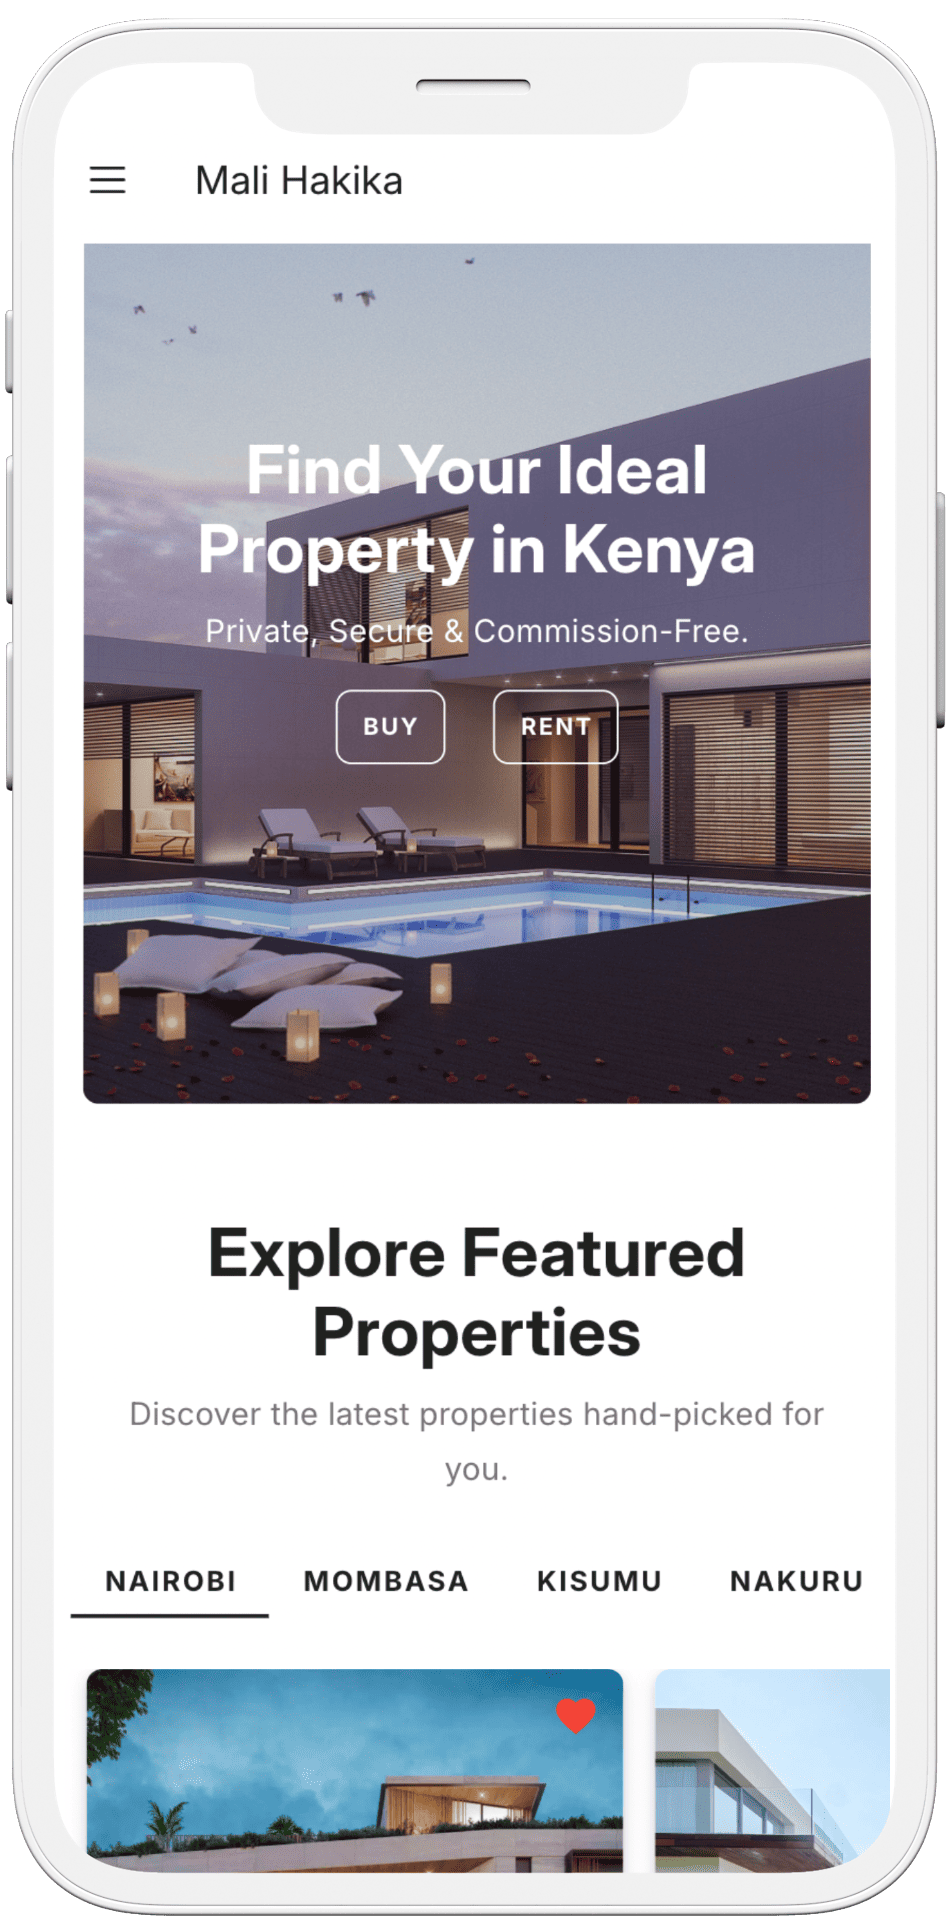 Mali Hakika
Find Your Ideal
Property in Kenya
Private, Secure & Commission-Free.
BUY RENT
Explore Featured
Properties
Discover the latest properties hand-picked for
you.
NAIROBI MOMBASA KISUMU NAKURU